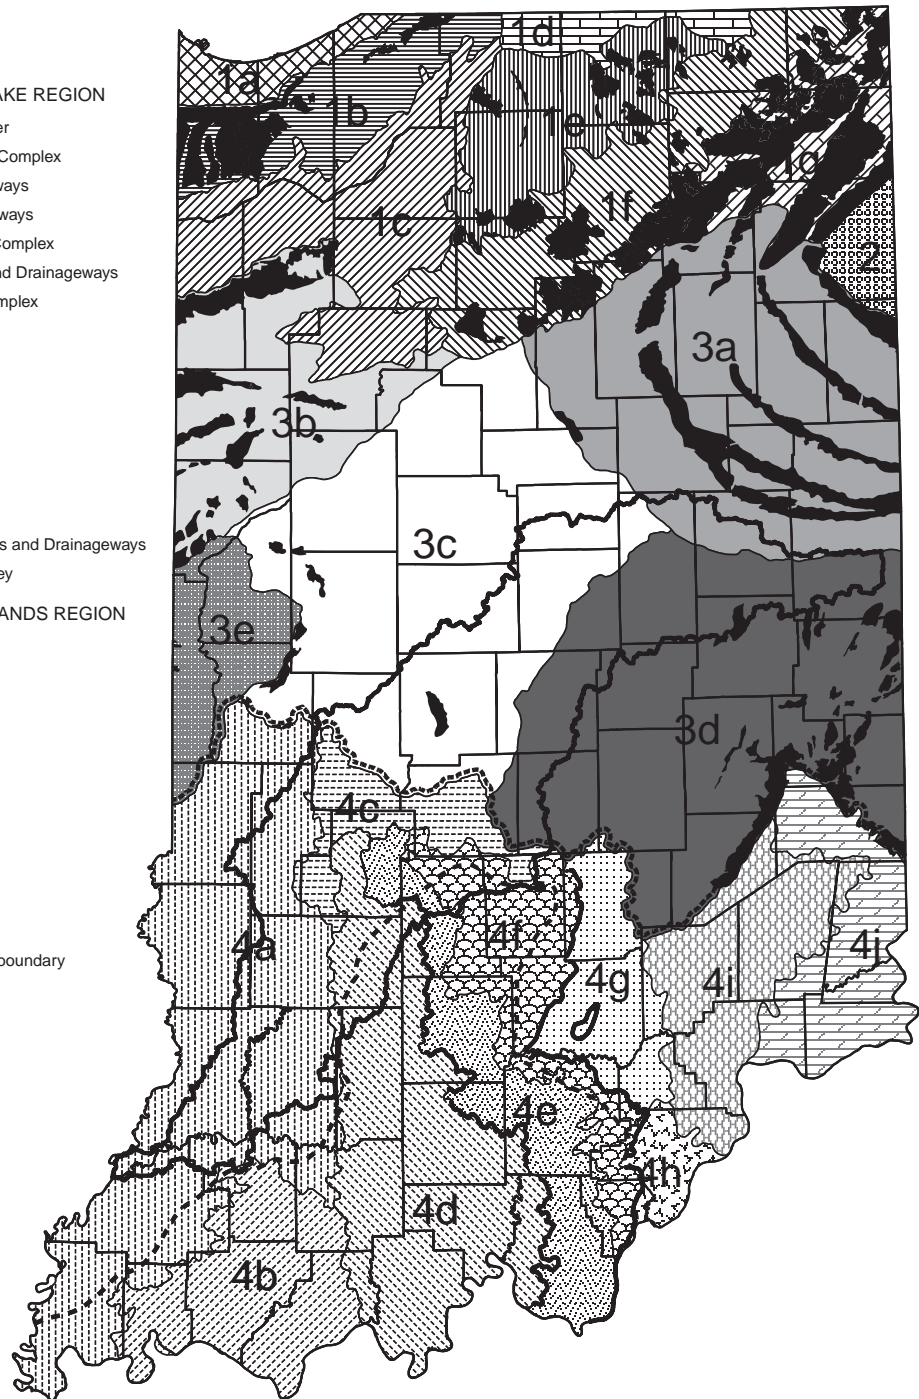 AKE REGION
er
Complex
ways
ways
Complex
nd Drainageways
mplex
s and Drainageways
ey
ANDS REGION
boundary
1d
1a
1b
1e
1g
1c
1f
2
3a
3b
3c
3e
3d
4c
4a
4f
4g
4i
4j
4e
4h
4d
4b